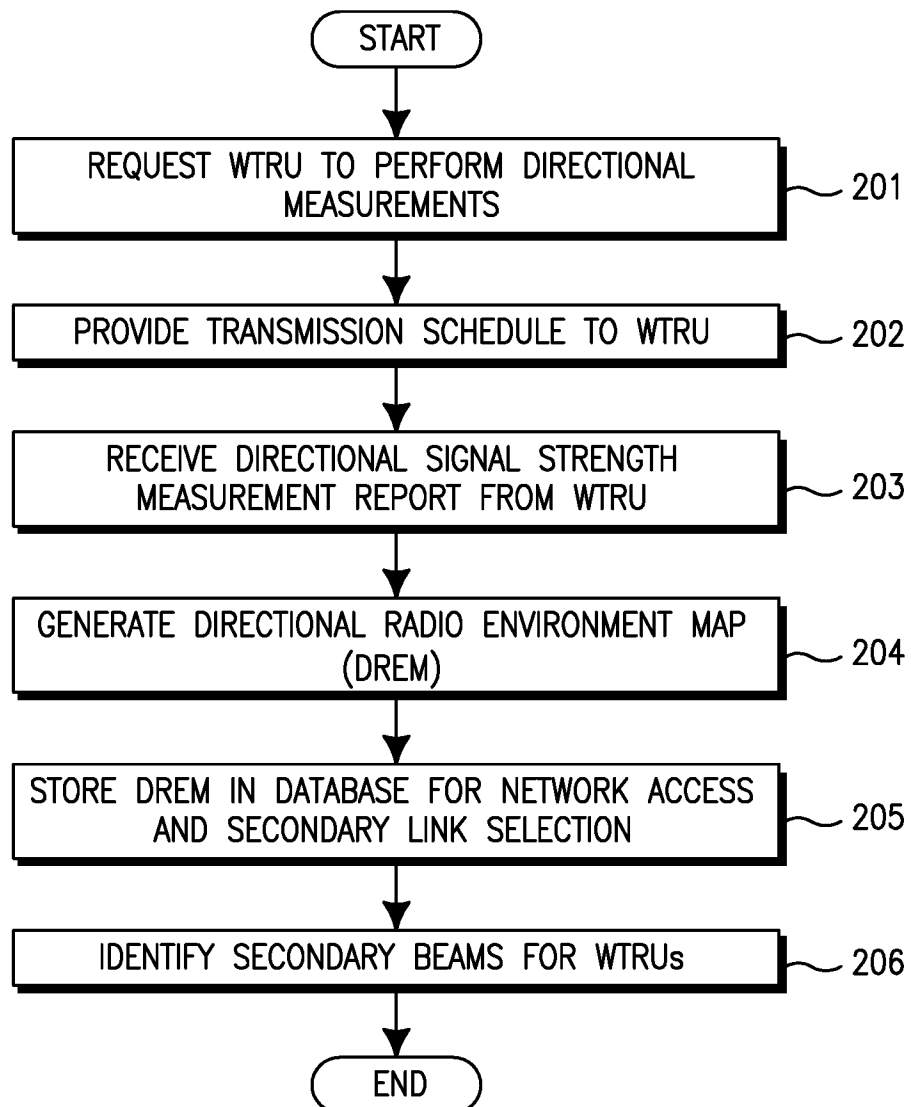 START
REQUEST WTRU TO PERFORM DIRECTIONAL
MEASUREMENTS
201
PROVIDE TRANSMISSION SCHEDULE TO WTRU
202
RECEIVE DIRECTIONAL SIGNAL STRENGTH
MEASUREMENT REPORT FROM WTRU
203
GENERATE DIRECTIONAL RADIO ENVIRONMENT MAP
(DREM)
204
STORE DREM IN DATABASE FOR NETWORK ACCESS
AND SECONDARY LINK SELECTION
205
IDENTIFY SECONDARY BEAMS FOR WTRUs
206
END